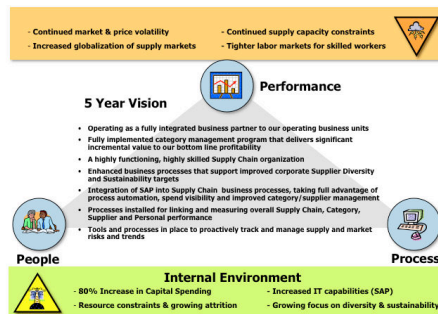 - Continued market & price volatility
- Continued supply capacity constraints
- Increased globalization of supply markets
- Tighter labor markets for skilled workers
Performance
5 Year Vision
• Operating as a fully integrated business partner to our operating business units
• Fully implemented category management program that delivers significant
incremental value to our bottom line profitability
• A highly functioning, highly skilled Supply Chain organization
• Enhanced business processes that support improved corporate Supplier Diversity
and Sustainability targets
• Integration of SAP into Supply Chain business processes, taking full advantage of
process automation, spend visibility and improved category/supplier management
• Processes installed for linking and measuring overall Supply Chain, Category,
Supplier and Personal performance
• Tools and processes in place to proactively track and manage supply and market
risks and trends
People
Process
Internal Environment
- 80% Increase in Capital Spending
- Increased IT capabilities (SAP)
- Resource constraints & growing attrition
- Growing focus on diversity & sustainability